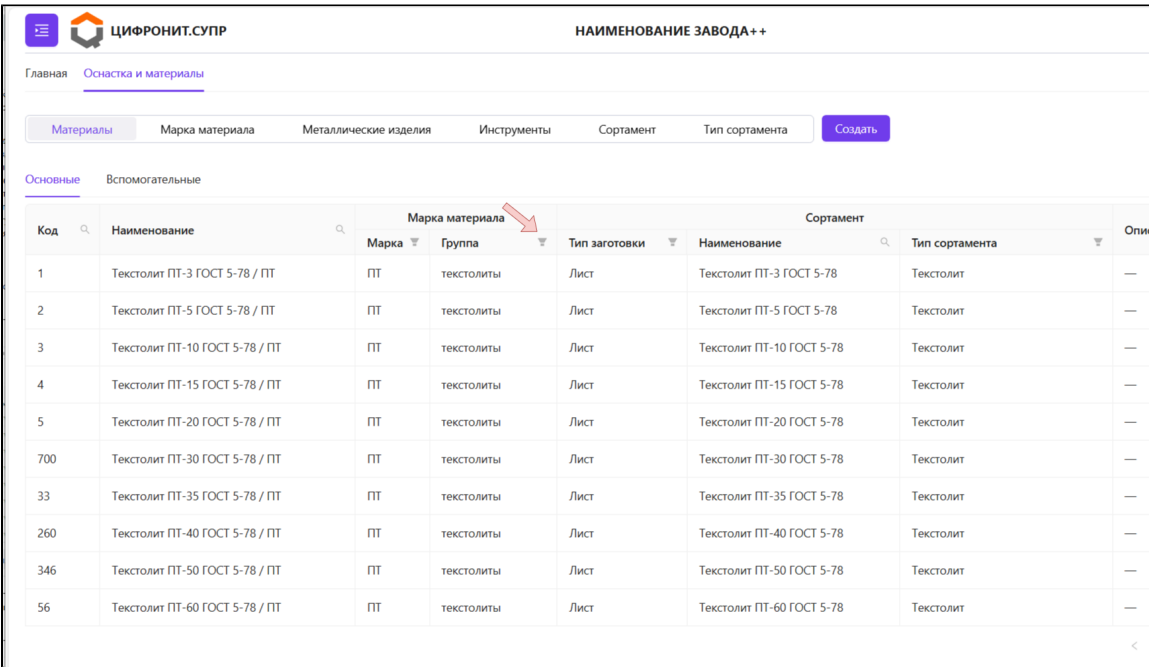 ЦИФРОНИТ.СУПР НАИМЕНОВАНИЕ ЗАВОДА++
Главная Оснастка и материалы
Материалы Марка материала Металлические изделия Инструменты Сортамент Тип сортамента Создать
Основные Вспомогательные
Марка материала Сортамент
Код Наименование Опис
Марка Группа Тип заготовки Наименование Тип сортамента
1 Текстолит ПТ-3 ГОСТ 5-78 / ПТ ПТ текстолиты Лист Текстолит ПТ-3 ГОСТ 5-78 Текстолит —
2 Текстолит ПТ-5 ГОСТ 5-78 / ПТ ПТ текстолиты Лист Текстолит ПТ-5 ГОСТ 5-78 Текстолит —
3 Текстолит ПТ-10 ГОСТ 5-78 / ПТ ПТ текстолиты Лист Текстолит ПТ-10 ГОСТ 5-78 Текстолит —
4 Текстолит ПТ-15 ГОСТ 5-78 / ПТ ПТ текстолиты Лист Текстолит ПТ-15 ГОСТ 5-78 Текстолит —
5 Текстолит ПТ-20 ГОСТ 5-78 / ПТ ПТ текстолиты Лист Текстолит ПТ-20 ГОСТ 5-78 Текстолит —
700 Текстолит ПТ-30 ГОСТ 5-78 / ПТ ПТ текстолиты Лист Текстолит ПТ-30 ГОСТ 5-78 Текстолит —
33 Текстолит ПТ-35 ГОСТ 5-78 / ПТ ПТ текстолиты Лист Текстолит ПТ-35 ГОСТ 5-78 Текстолит —
260 Текстолит ПТ-40 ГОСТ 5-78 / ПТ ПТ текстолиты Лист Текстолит ПТ-40 ГОСТ 5-78 Текстолит —
346 Текстолит ПТ-50 ГОСТ 5-78 / ПТ ПТ текстолиты Лист Текстолит ПТ-50 ГОСТ 5-78 Текстолит —
56 Текстолит ПТ-60 ГОСТ 5-78 / ПТ ПТ текстолиты Лист Текстолит ПТ-60 ГОСТ 5-78 Текстолит —